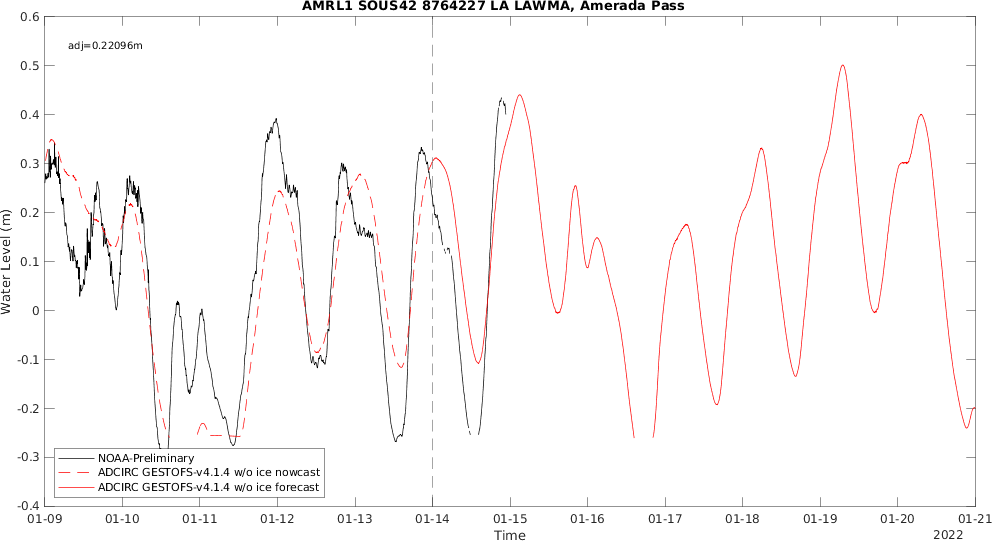 AMRL1 SOUS42 8764227 LA LAWMA, Amerada Pass
adj=0.22096m
0.6
0.5
0.4
0.3
0.2
0.1
0
-0.1
-0.2
-0.3
-0.4
Water Level (m)
NOAA-Preliminary
ADCIRC GESTOFS-v4.1.4 w/o ice nowcast
ADCIRC GESTOFS-v4.1.4 w/o ice forecast
01-09 01-10 01-11 01-12 01-13 01-14 01-15 01-16 01-17 01-18 01-19 01-20 01-21
Time
2022